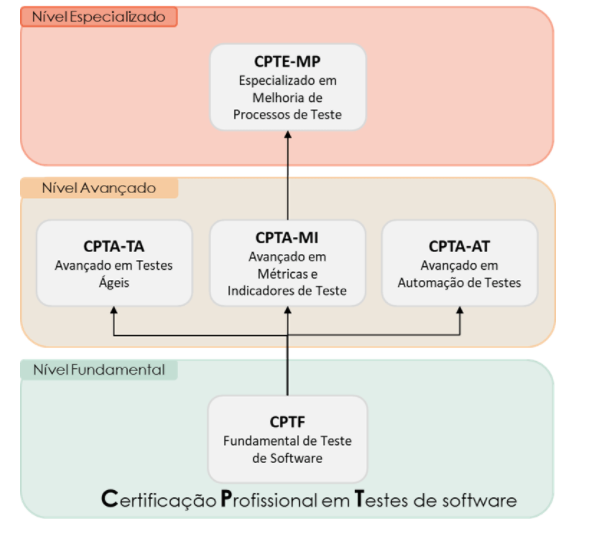 Nível Especializado
CPTE-MP
Especializado em
Melhoria de
Processos de Teste
Nível Avançado
CPTA-TA
Avançado em Testes
Ágeis
CPTA-MI
Avançado em
Métricas e
Indicadores de Teste
CPTA-AT
Avançado em
Automação de Testes
Nível Fundamental
CPTF
Fundamental de Teste
de Software
Certificação Profissional em Testes de software